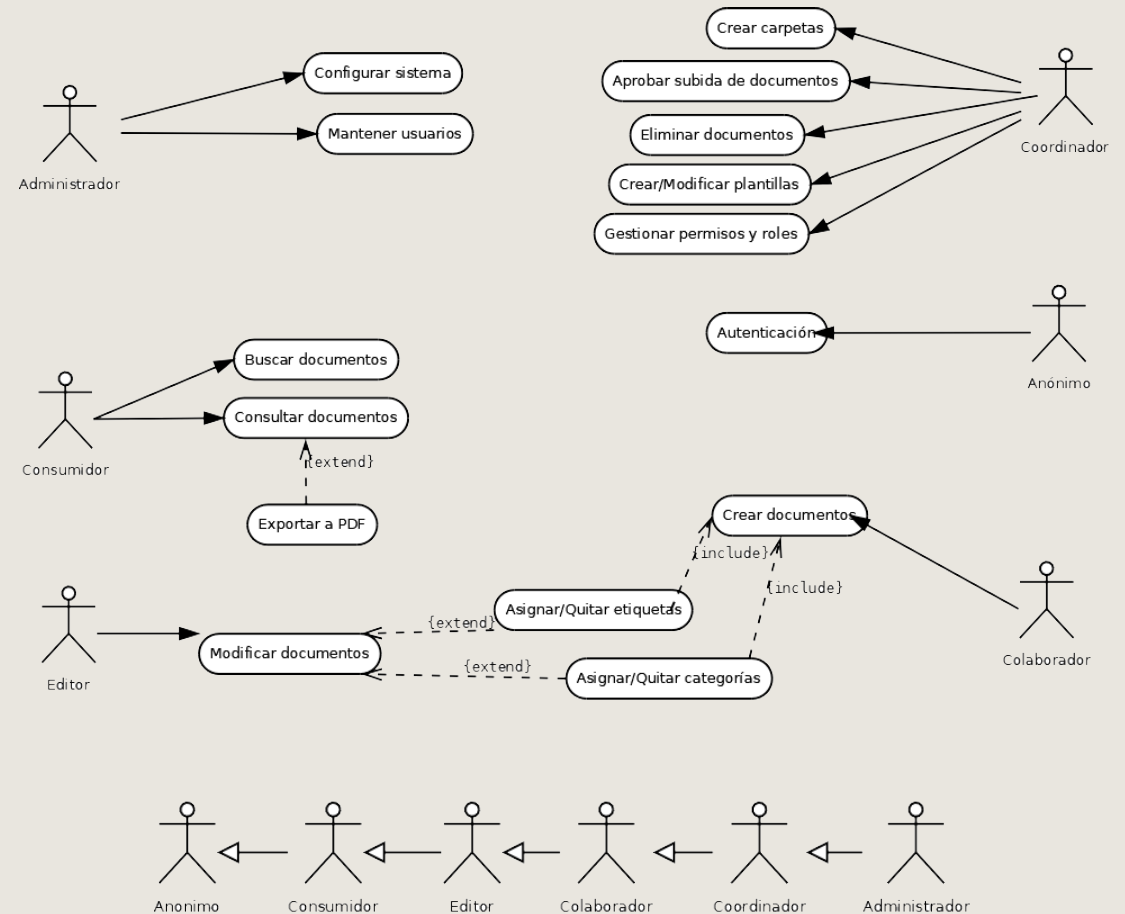 Crear carpetas
Configurar sistema
Aprobar subida de documentos
Mantener usuarios
Eliminar documentos
Coordinador
Administrador
Crear/Modificar plantillas
Gestionar permisos y roles
Autenticación
Anónimo
Buscar documentos
Consultar documentos
Consumidor
{extend}
Exportar a PDF
Crear documentos
{include}
{include}
Asignar/Quitar etiquetas
{extend}
Modificar documentos
Colaborador
{extend}
Asignar/Quitar categorías
Editor
Anonimo
Consumidor
Editor
Colaborador
Coordinador
Administrador